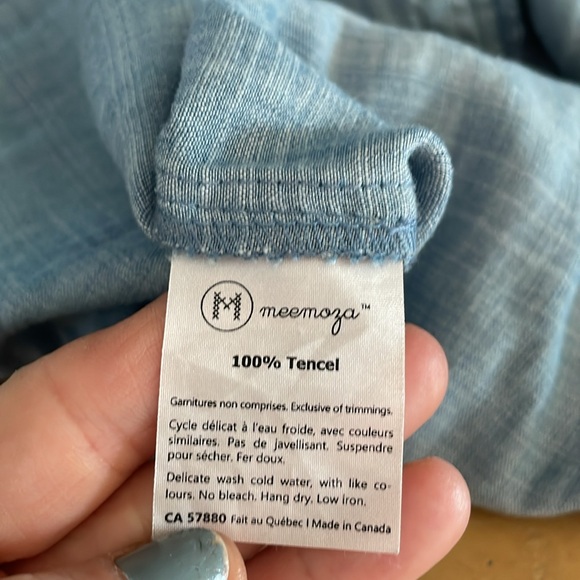 M meemoza™
100% Tencel
Garnitures non comprises. Exclusive of trimmings.
Cycle délicat à l'eau froide, avec couleurs
similaires. Pas de javellisant. Suspendre
pour sécher. Fer doux.
Delicate wash cold water, with like co-
lours. No bleach. Hang dry. Low iron.
CA 57880 Fait au Québec | Made in Canada